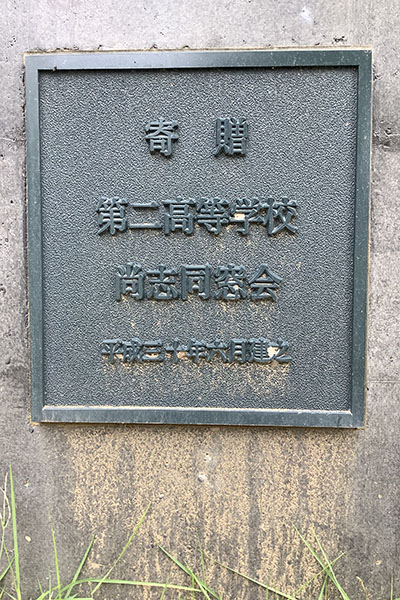 寄贈
第二高等学校
尚志同窓会
平成三十年六月建之